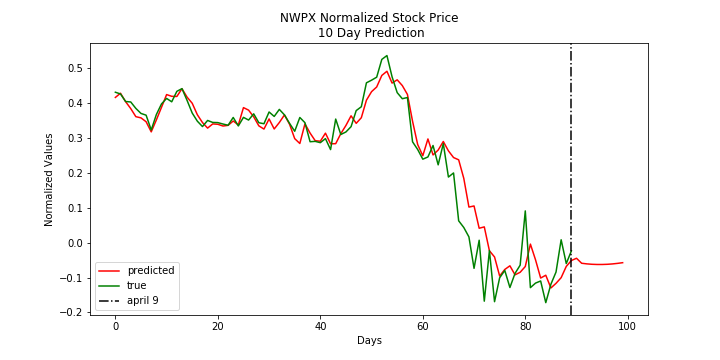 NWPX Normalized Stock Price
10 Day Prediction
Normalized Values
0.5
0.4
0.3
0.2
0.1
0.0
−0.1
−0.2
predicted
true
april 9
0 20 40 60 80 100
Days